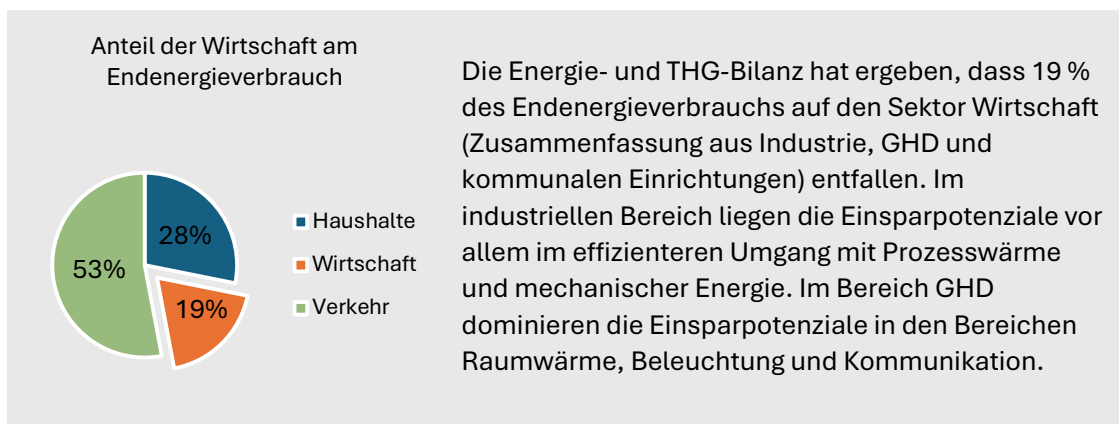 Anteil der Wirtschaft am
Endenergieverbrauch
28%
19%
53%
Haushalte
Wirtschaft
Verkehr
Die Energie- und THG-Bilanz hat ergeben, dass 19 %
des Endenergieverbrauchs auf den Sektor Wirtschaft
(Zusammenfassung aus Industrie, GHD und
kommunalen Einrichtungen) entfallen. Im
industriellen Bereich liegen die Einsparpotenziale vor
allem im effizienteren Umgang mit Prozesswärme
und mechanischer Energie. Im Bereich GHD
dominieren die Einsparpotenziale in den Bereichen
Raumwärme, Beleuchtung und Kommunikation.